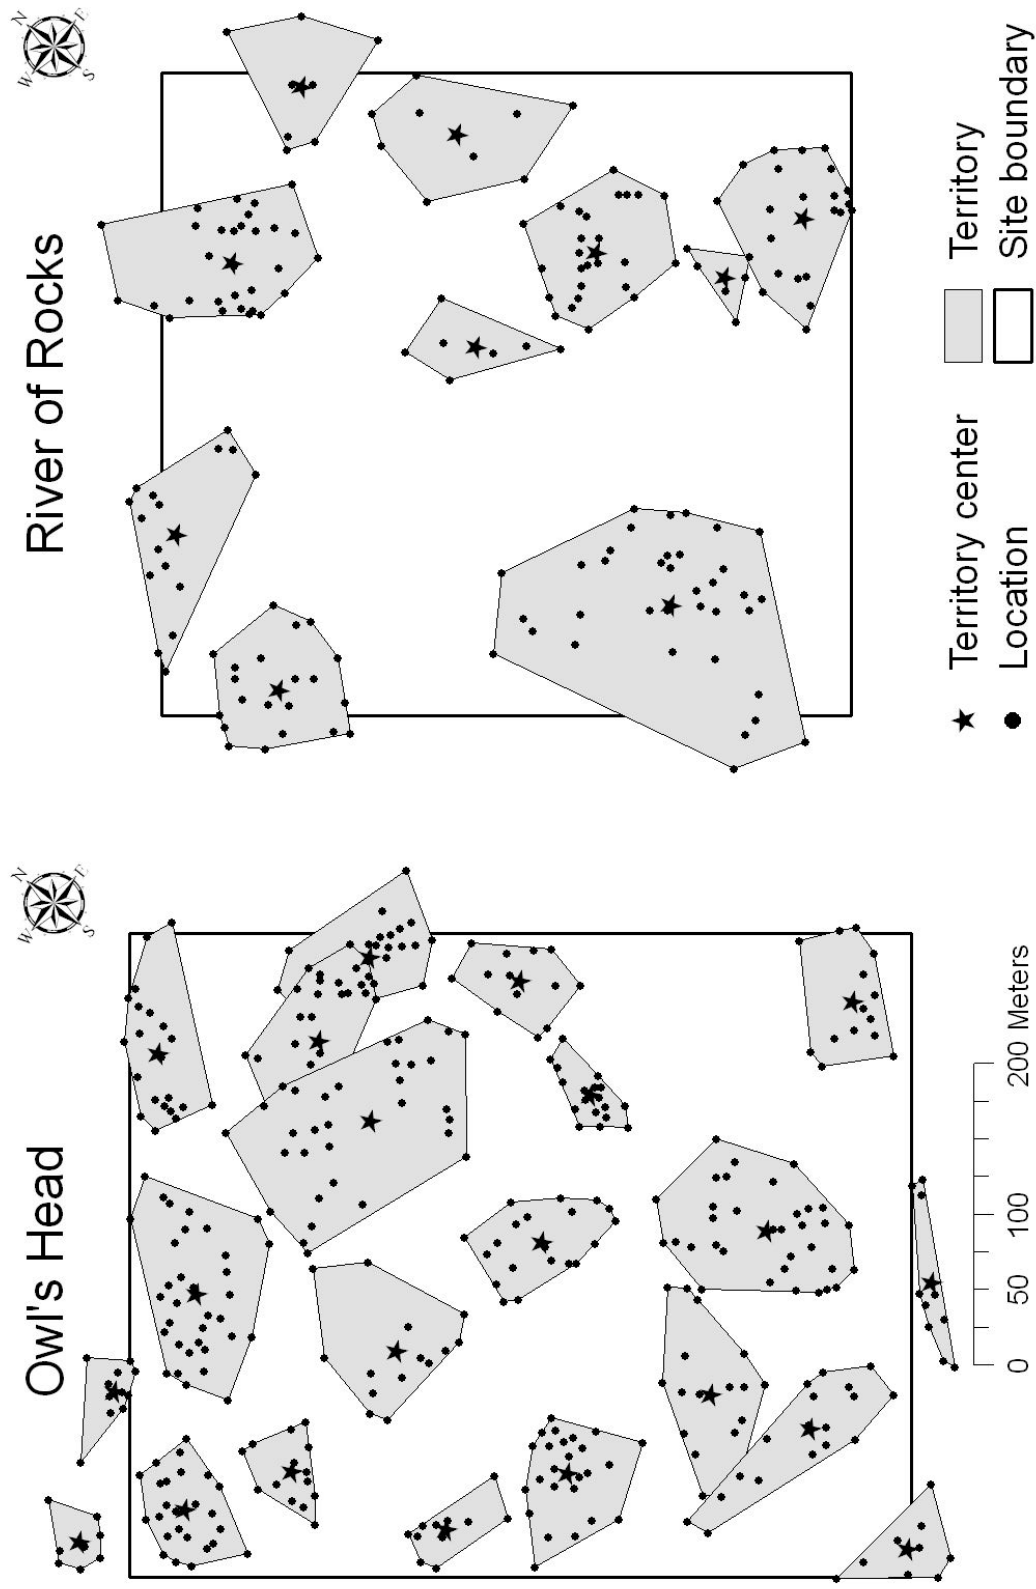 Owl's Head
River of Rocks
N
E
S
W
N
E
S
W
0 50 100 200 Meters
Territory center
Territory
Location
Site boundary